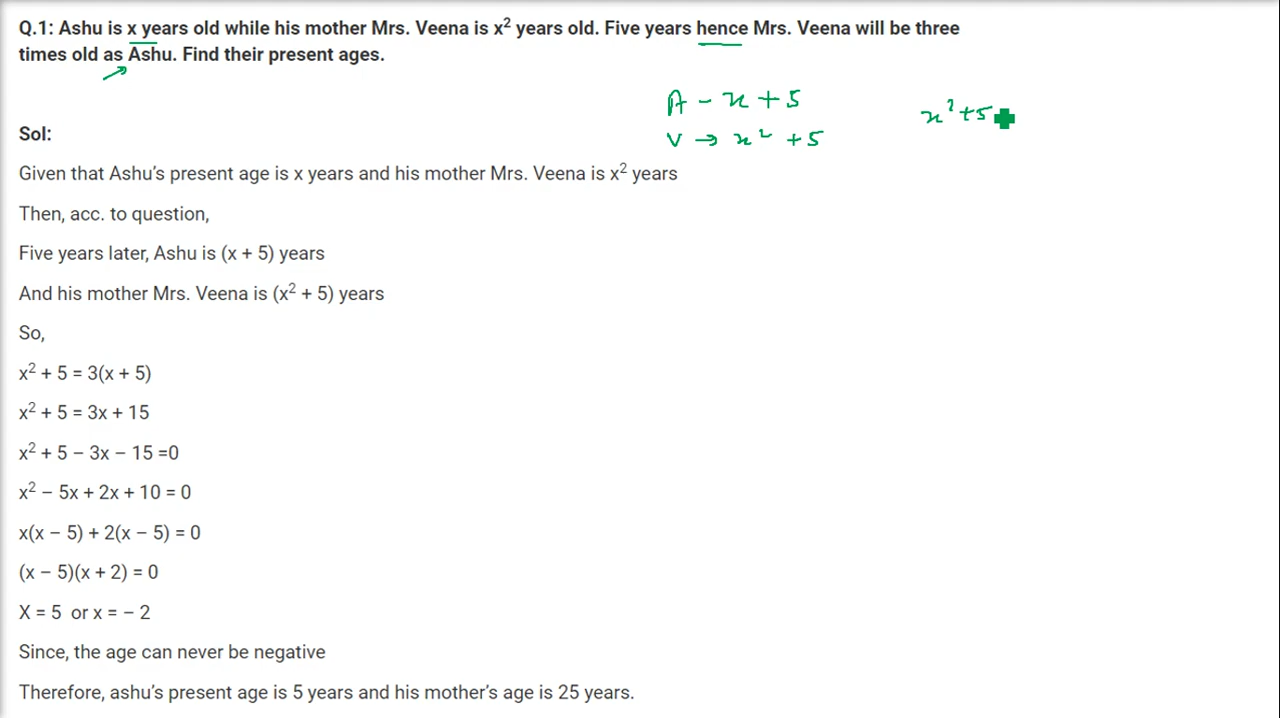 Q.1: Ashu is x years old while his mother Mrs. Veena is x² years old. Five years hence Mrs. Veena will be three
times old as Ashu. Find their present ages.
A - x + 5
x² + 5
V → x² + 5
Sol:
Given that Ashu's present age is x years and his mother Mrs. Veena is x² years
Then, acc. to question,
Five years later, Ashu is (x + 5) years
And his mother Mrs. Veena is (x² + 5) years
So,
x² + 5 = 3(x + 5)
x² + 5 = 3x + 15
x² + 5 − 3x − 15 =0
x² − 5x + 2x + 10 = 0
x(x − 5) + 2(x − 5) = 0
(x − 5)(x + 2) = 0
X = 5 or x = − 2
Since, the age can never be negative
Therefore, ashu's present age is 5 years and his mother's age is 25 years.